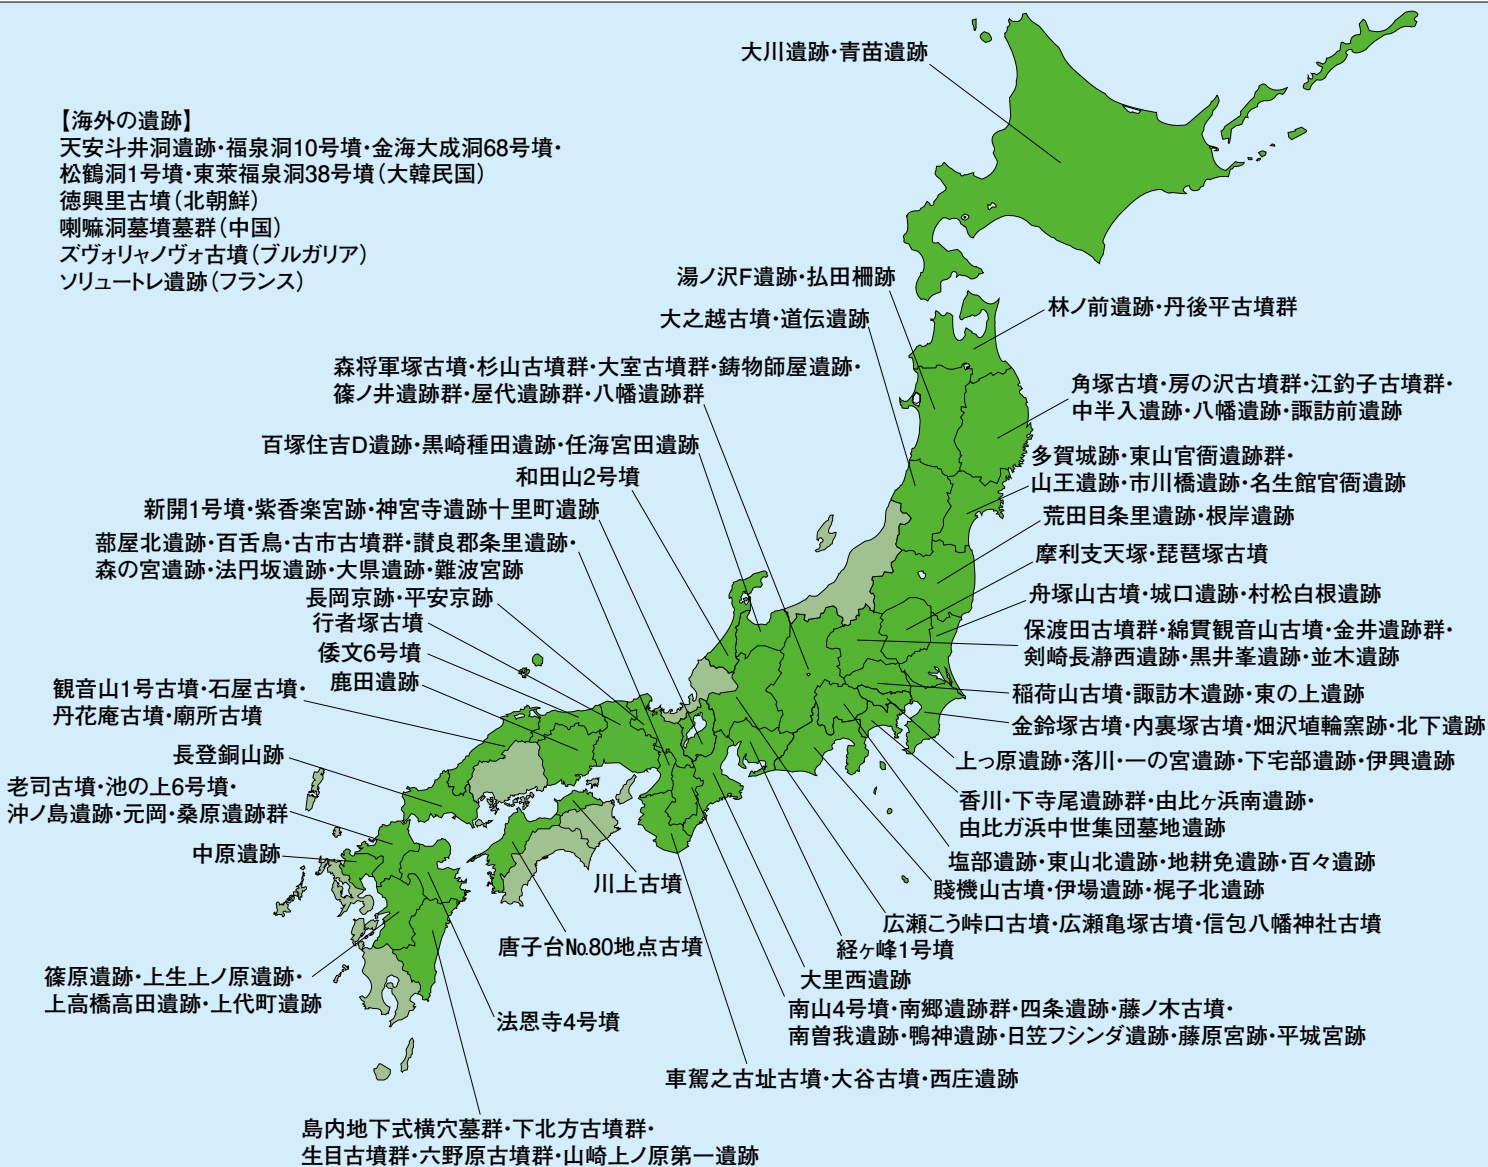 大川遺跡・青苗遺跡
【海外の遺跡】
天安斗井洞遺跡・福泉洞10号墳・金海大成洞68号墳・
松鶴洞1号墳・東萊福泉洞38号墳（大韓民国）
徳興里古墳（北朝鮮）
喇嘛洞墓墳墓群（中国）
ズヴォリャノヴォ古墳（ブルガリア）
ソリュートレ遺跡（フランス）
湯ノ沢F遺跡・払田柵跡
林ノ前遺跡・丹後平古墳群
大之越古墳・道伝遺跡
森将軍塚古墳・杉山古墳群・大室古墳群・鋳物師屋遺跡・
篠ノ井遺跡群・屋代遺跡群・八幡遺跡群
角塚古墳・房の沢古墳群・江釣子古墳群・
中半入遺跡・八幡遺跡・諏訪前遺跡
百塚住吉D遺跡・黒崎種田遺跡・任海宮田遺跡
多賀城跡・東山官衙遺跡群・
山王遺跡・市川橋遺跡・名生館官衙遺跡
和田山2号墳
新開1号墳・紫香楽宮跡・神宮寺遺跡十里町遺跡
荒田目条里遺跡・根岸遺跡
蔀屋北遺跡・百舌鳥・古市古墳群・讃良郡条里遺跡・
森の宮遺跡・法円坂遺跡・大県遺跡・難波宮跡
摩利支天塚・琵琶塚古墳
長岡京跡・平安京跡
舟塚山古墳・城口遺跡・村松白根遺跡
行者塚古墳
保渡田古墳群・綿貫観音山古墳・金井遺跡群・
剣崎長瀞西遺跡・黒井峯遺跡・並木遺跡
倭文6号墳
鹿田遺跡
観音山1号古墳・石屋古墳・
丹花庵古墳・廟所古墳
稲荷山古墳・諏訪木遺跡・東の上遺跡
金鈴塚古墳・内裏塚古墳・畑沢埴輪窯跡・北下遺跡
長登銅山跡
上っ原遺跡・落川・一の宮遺跡・下宅部遺跡・伊興遺跡
老司古墳・池の上6号墳・
沖ノ島遺跡・元岡・桑原遺跡群
香川・下寺尾遺跡群・由比ヶ浜南遺跡・
由比ガ浜中世集団墓地遺跡
中原遺跡
塩部遺跡・東山北遺跡・地耕免遺跡・百々遺跡
川上古墳
賤機山古墳・伊場遺跡・梶子北遺跡
広瀬こう峠口古墳・広瀬亀塚古墳・信包八幡神社古墳
唐子台№80地点古墳
経ヶ峰1号墳
篠原遺跡・上生上ノ原遺跡・
上高橋高田遺跡・上代町遺跡
大里西遺跡
南山4号墳・南郷遺跡群・四条遺跡・藤ノ木古墳・
南曽我遺跡・鴨神遺跡・日笠フシンダ遺跡・藤原宮跡・平城宮跡
法恩寺4号墳
車駕之古址古墳・大谷古墳・西庄遺跡
島内地下式横穴墓群・下北方古墳群・
生目古墳群・六野原古墳群・山崎上ノ原第一遺跡